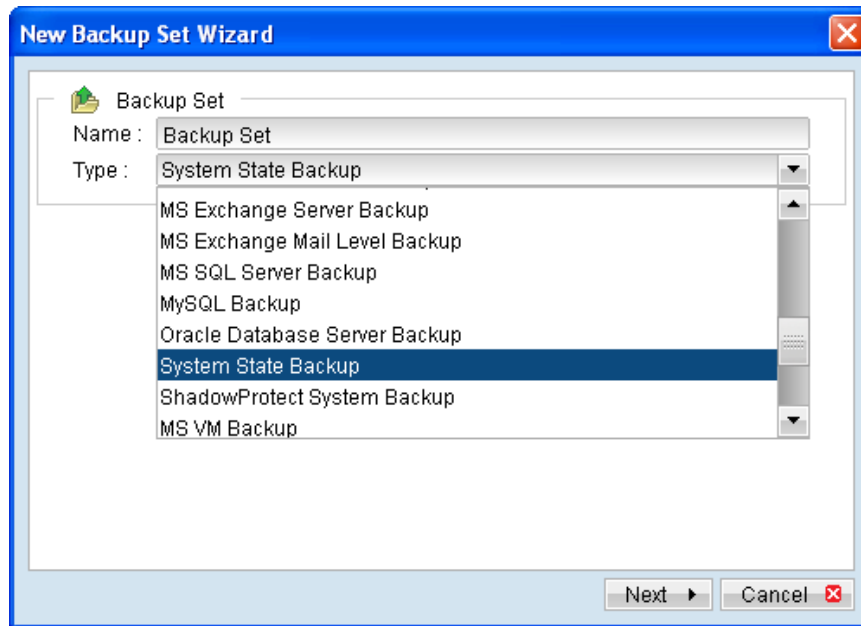 New Backup Set Wizard
Backup Set
Name : Backup Set
Type : System State Backup
MS Exchange Server Backup
MS Exchange Mail Level Backup
MS SQL Server Backup
MySQL Backup
Oracle Database Server Backup
System State Backup
ShadowProtect System Backup
MS VM Backup
Next Cancel